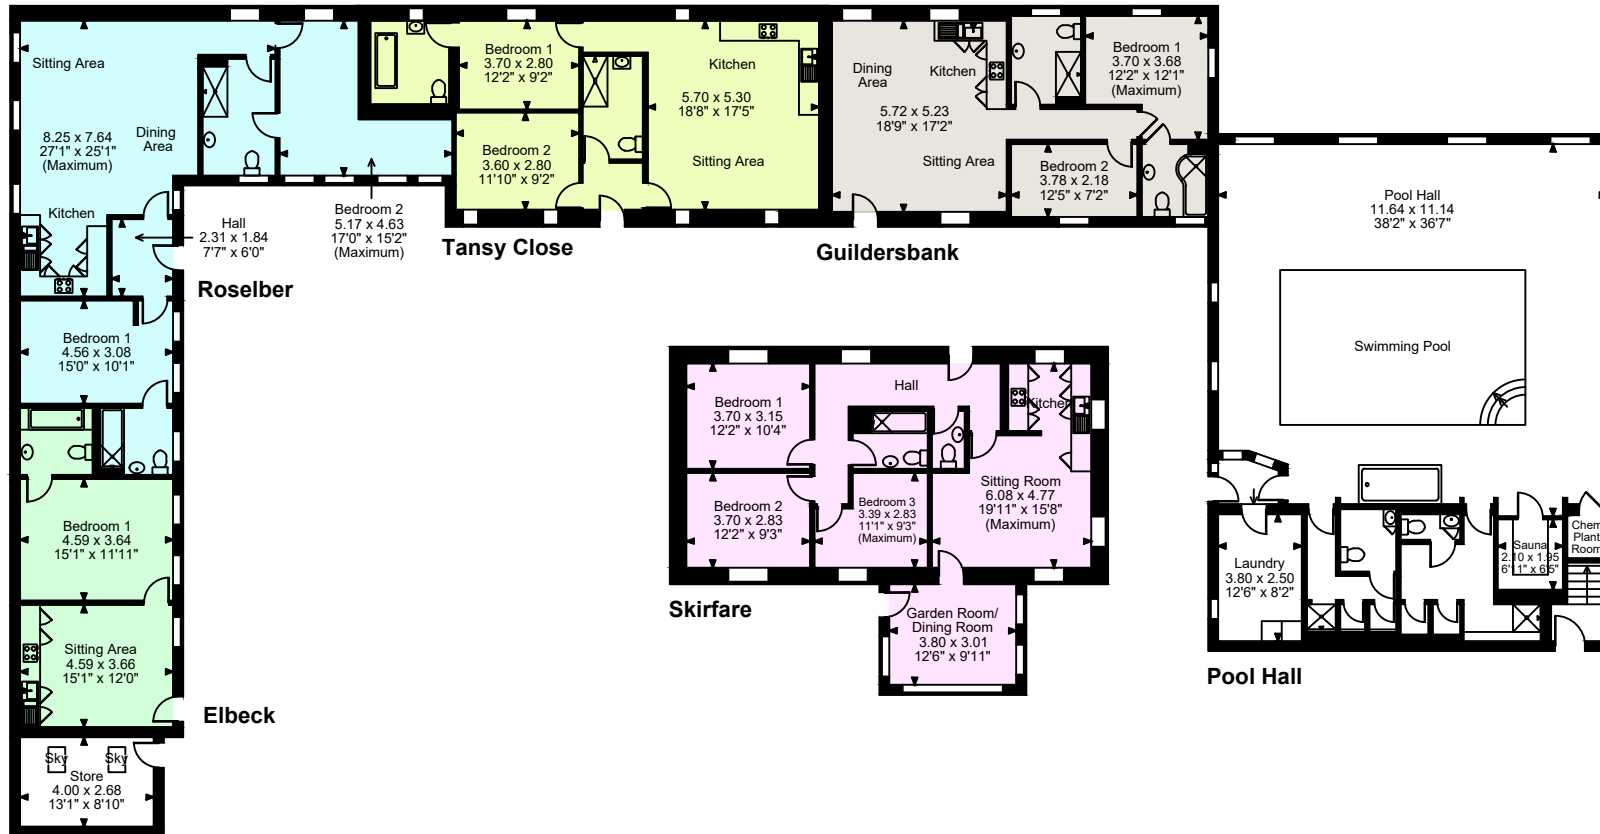 Sitting Area
8.25 x 7.64
27'1" x 25'1"
(Maximum)
Dining
Area
Kitchen
Hall
2.31 x 1.84
7'7" x 6'0"
Bedroom 2
5.17 x 4.63
17'0" x 15'2"
(Maximum)
Roselber
Bedroom 1
4.56 x 3.08
15'0" x 10'1"
Bedroom 1
3.70 x 2.80
12'2" x 9'2"
Bedroom 2
3.60 x 2.80
11'10" x 9'2"
Kitchen
5.70 x 5.30
18'8" x 17'5"
Sitting Area
Tansy Close
Dining
Area
Kitchen
5.72 x 5.23
18'9" x 17'2"
Sitting Area
Bedroom 1
3.70 x 3.68
12'2" x 12'1"
(Maximum)
Bedroom 2
3.78 x 2.18
12'5" x 7'2"
Guildersbank
Pool Hall
11.64 x 11.14
38'2" x 36'7"
Swimming Pool
Laundry
3.80 x 2.50
12'6" x 8'2"
Sauna
2.10 x 1.95
6'11" x 6'5"
Chem
Plant
Room
Pool Hall
Bedroom 1
3.70 x 3.15
12'2" x 10'4"
Hall
Kitchen
Bedroom 2
3.70 x 2.83
12'2" x 9'3"
Bedroom 3
3.39 x 2.83
11'1" x 9'3"
(Maximum)
Sitting Room
6.08 x 4.77
19'11" x 15'8"
(Maximum)
Skirfare
Garden Room/
Dining Room
3.80 x 3.01
12'6" x 9'11"
Bedroom 1
4.59 x 3.64
15'1" x 11'11"
Sitting Area
4.59 x 3.66
15'1" x 12'0"
Elbeck
Sky
Sky
Store
4.00 x 2.68
13'1" x 8'10"